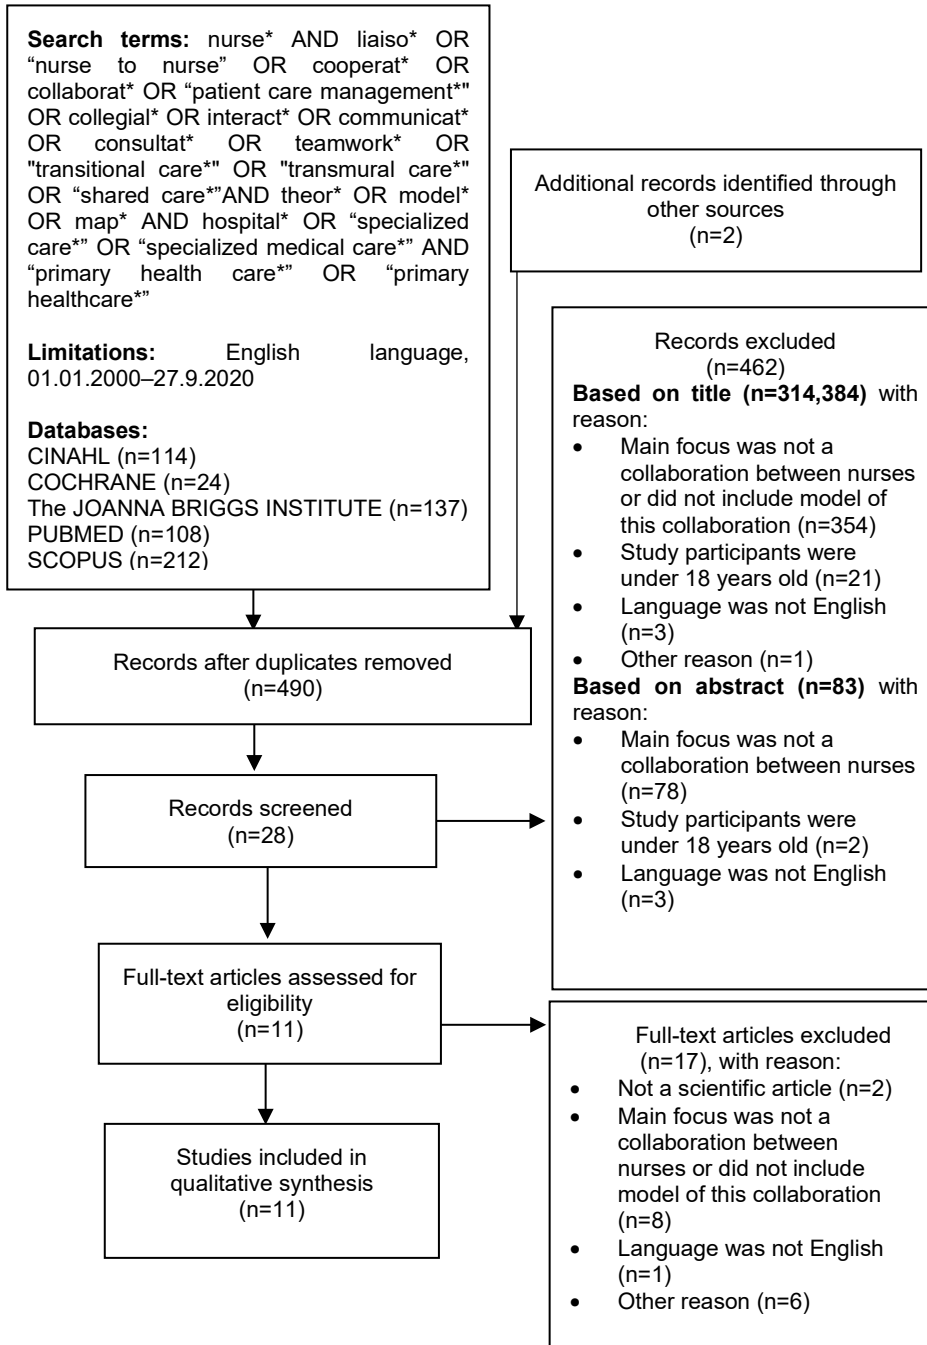 Search terms: nurse* AND liaiso* OR
“nurse to nurse” OR cooperat* OR
collaborat* OR “patient care management*"
OR collegial* OR interact* OR communicat*
OR consultat* OR teamwork* OR
"transitional care*" OR "transmural care*"
OR “shared care*”AND theor* OR model*
OR map* AND hospital* OR “specialized
care*” OR “specialized medical care*” AND
“primary health care*” OR “primary
healthcare*”
Limitations: English language,
01.01.2000–27.9.2020
Databases:
CINAHL (n=114)
COCHRANE (n=24)
The JOANNA BRIGGS INSTITUTE (n=137)
PUBMED (n=108)
SCOPUS (n=212)
Additional records identified through
other sources
(n=2)
Records after duplicates removed
(n=490)
Records screened
(n=28)
Records excluded
(n=462)
Based on title (n=314,384) with
reason:
• Main focus was not a
collaboration between nurses
or did not include model of
this collaboration (n=354)
• Study participants were
under 18 years old (n=21)
• Language was not English
(n=3)
• Other reason (n=1)
Based on abstract (n=83) with
reason:
• Main focus was not a
collaboration between nurses
(n=78)
• Study participants were
under 18 years old (n=2)
• Language was not English
(n=3)
Full-text articles assessed for
eligibility
(n=11)
Full-text articles excluded
(n=17), with reason:
• Not a scientific article (n=2)
• Main focus was not a
collaboration between
nurses or did not include
model of this collaboration
(n=8)
• Language was not English
(n=1)
• Other reason (n=6)
Studies included in
qualitative synthesis
(n=11)